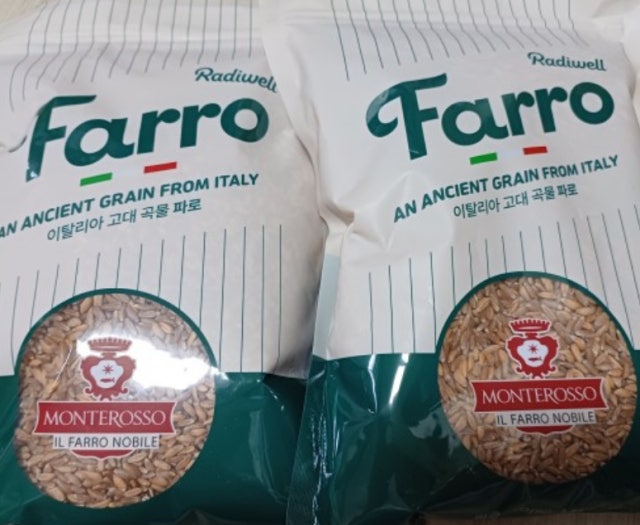 Radiwell
Farro
AN ANCIENT GRAIN FROM ITALY
이탈리아 고대 곡물 파로
MONTEROSSO
IL FARRO NOBILE
Radiwell
Farro
AN ANCIENT GRAIN FROM ITALY
이탈리아 고대 곡물 파로
MONTEROSSO
IL FARRO NOBILE